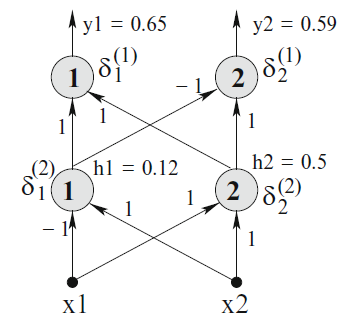 y1 = 0.65 y2 = 0.59
1 δ₁⁽¹⁾ 2 δ₂⁽¹⁾
− 1
1 1 1
δ₁⁽²⁾ 1 h1 = 0.12 2 h2 = 0.5 δ₂⁽²⁾
1 1
− 1 1
x1 x2